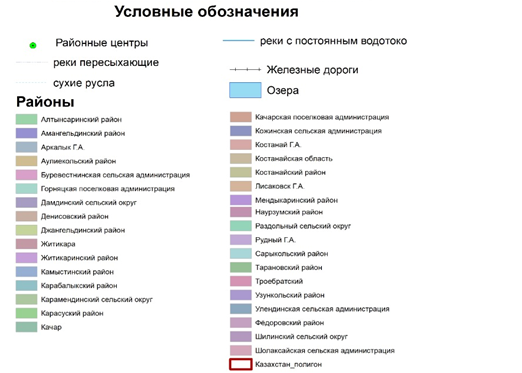 Условные обозначения
Районные центры
реки пересыхающие
сухие русла
реки с постоянным водотоко
Железные дороги
Озера
Районы
Алтынсаринский район
Амангельдинский район
Аркалык Г.А.
Аулиекольский район
Буревестнинская сельская администрация
Горняцкая поселковая администрация
Дамдинский сельский округ
Денисовский район
Джангельдинский район
Житикара
Житикаринский район
Камыстинский район
Карабалыкский район
Карамендинский сельский округ
Карасуский район
Качар
Качарская поселковая администрация
Кожинская сельская администрация
Костанай Г.А.
Костанайская область
Костанайский район
Лисаковск Г.А.
Мендыкаринский район
Наурзумский район
Раздольный сельский округ
Рудный Г.А.
Сарыкольский район
Тарановский район
Троебратский
Узункольский район
Улендинская сельская администрация
Фёдоровский район
Шилинский сельский округ
Шолаксайская сельская администрация
Казахстан_полигон